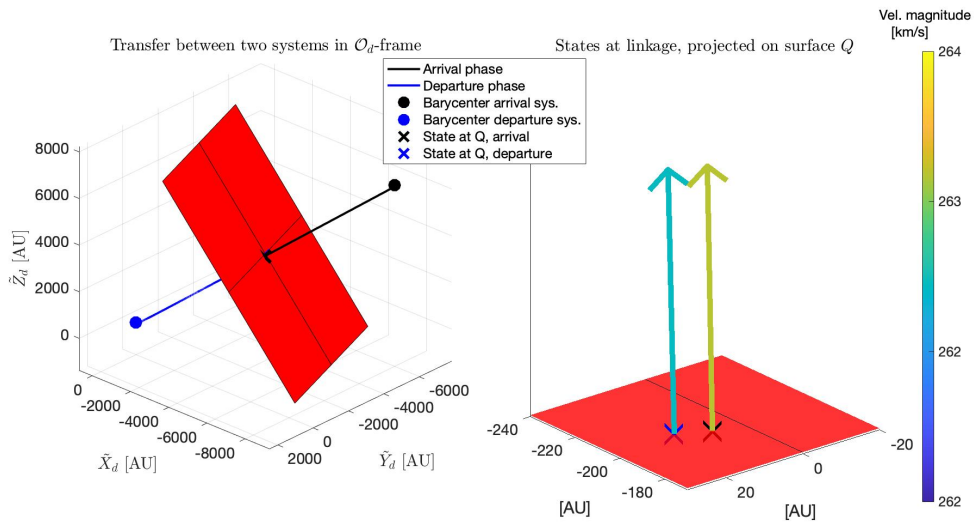 Vel. magnitude
[km/s]
Transfer between two systems in 𝒪_d-frame
States at linkage, projected on surface Q
Arrival phase
Departure phase
Barycenter arrival sys.
Barycenter departure sys.
State at Q, arrival
State at Q, departure
8000
6000
4000
2000
0
Z̃_d [AU]
0
-2000
-4000
-6000
-8000
X̃_d [AU]
2000
0
-2000
-4000
-6000
Ỹ_d [AU]
-240
-220
-200
-180
[AU]
20
0
-20
[AU]
264
263
262
262